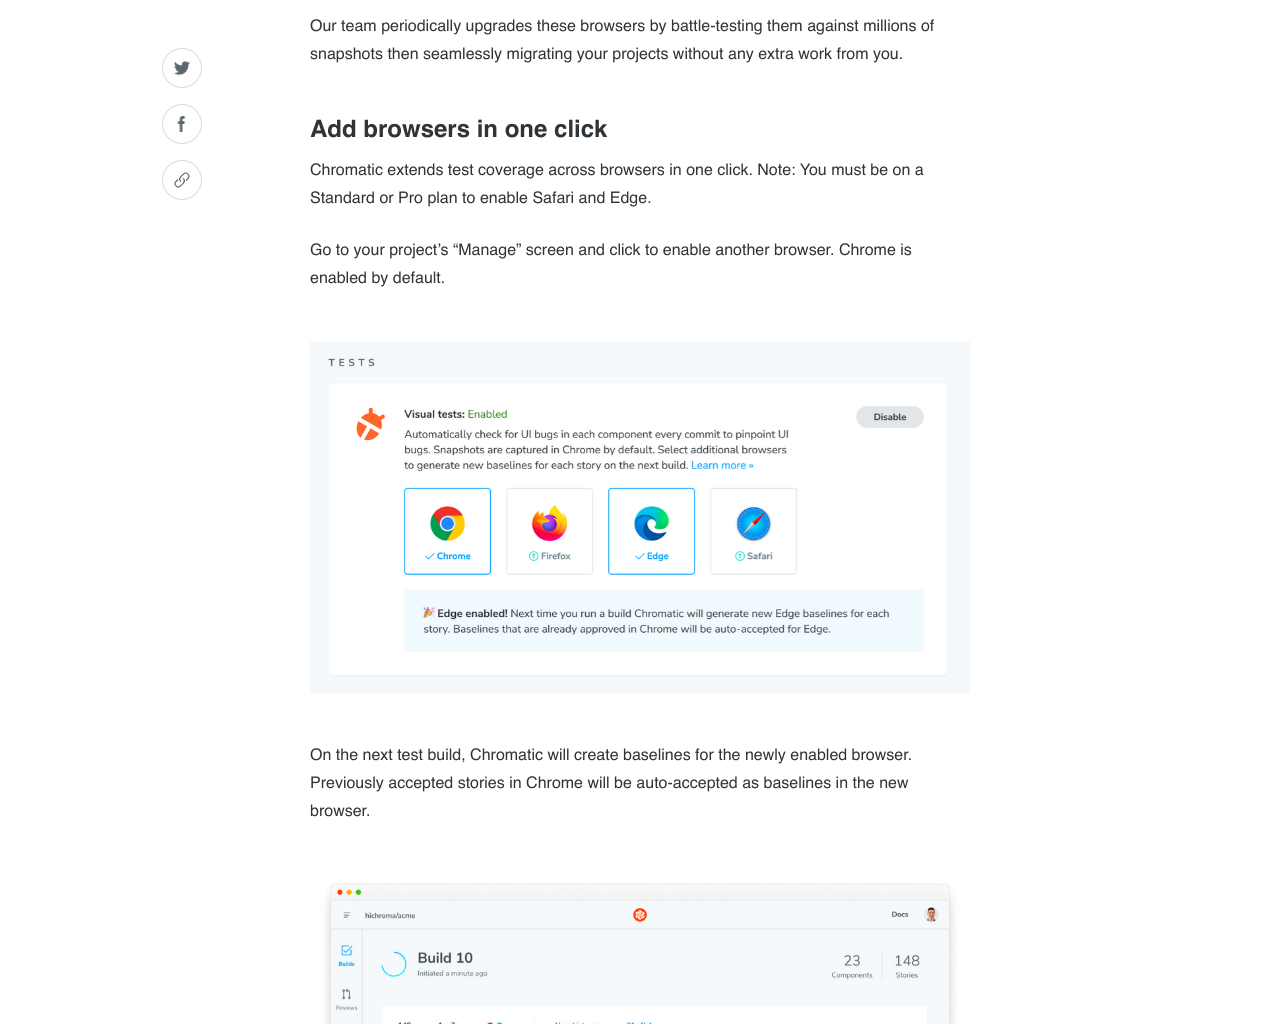 Our team periodically upgrades these browsers by battle-testing them against millions of
snapshots then seamlessly migrating your projects without any extra work from you.
Add browsers in one click
Chromatic extends test coverage across browsers in one click. Note: You must be on a
Standard or Pro plan to enable Safari and Edge.
Go to your project’s “Manage” screen and click to enable another browser. Chrome is
enabled by default.
TESTS
Visual tests: Enabled
Disable
Automatically check for UI bugs in each component every commit to pinpoint UI
bugs. Snapshots are captured in Chrome by default. Select additional browsers
to generate new baselines for each story on the next build. Learn more »
Chrome
Firefox
Edge
Safari
🎉 Edge enabled! Next time you run a build Chromatic will generate new Edge baselines for each
story. Baselines that are already approved in Chrome will be auto-accepted for Edge.
On the next test build, Chromatic will create baselines for the newly enabled browser.
Previously accepted stories in Chrome will be auto-accepted as baselines in the new
browser.
hichroma/acme
Docs
Builds
Build 10
Initiated a minute ago
23
Components
148
Stories
Reviews